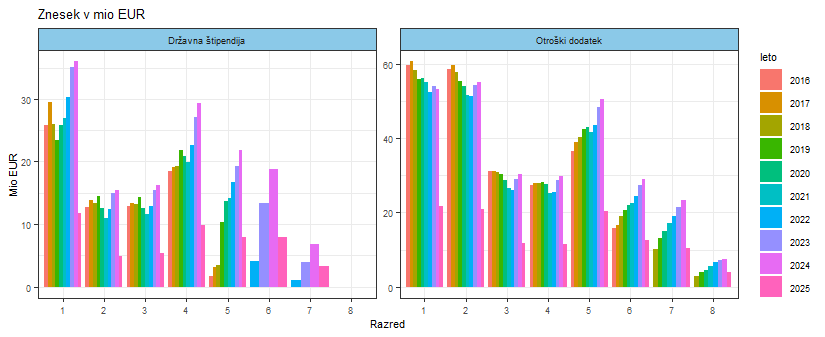 Znesek v mio EUR
Državna štipendija
Otroški dodatek
Mio EUR
30
20
10
0
60
40
20
0
1 2 3 4 5 6 7 8
1 2 3 4 5 6 7 8
Razred
leto
2016
2017
2018
2019
2020
2021
2022
2023
2024
2025